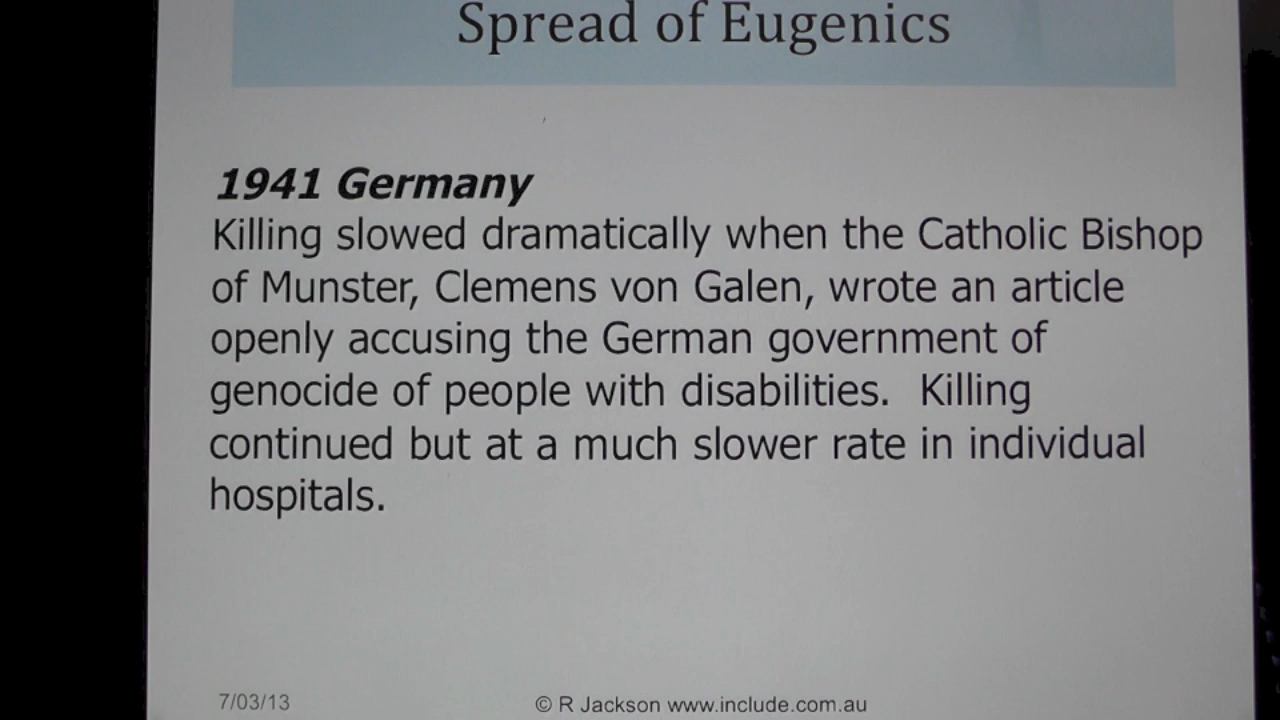 Spread of Eugenics
1941 Germany
Killing slowed dramatically when the Catholic Bishop
of Munster, Clemens von Galen, wrote an article
openly accusing the German government of
genocide of people with disabilities.  Killing
continued but at a much slower rate in individual
hospitals.
7/03/13
© R Jackson www.include.com.au